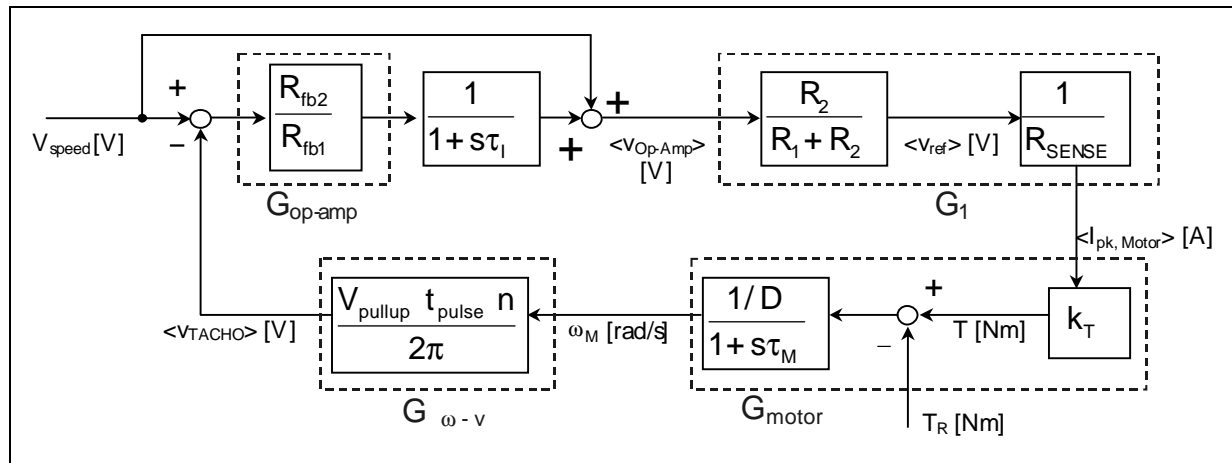 V_speed [V]
+
−
R_fb2
R_fb1
G_op-amp
1
1 + sτ_I
+
+
<v_Op-Amp>
[V]
R_2
R_1 + R_2
<v_ref> [V]
1
R_SENSE
G_1
<I_pk, Motor> [A]
k_T
T [Nm]
+
−
T_R [Nm]
1/ D
1 + sτ_M
G_motor
ω_M [rad/s]
V_pullup t_pulse n
2π
G ω - v
<v_TACHO> [V]